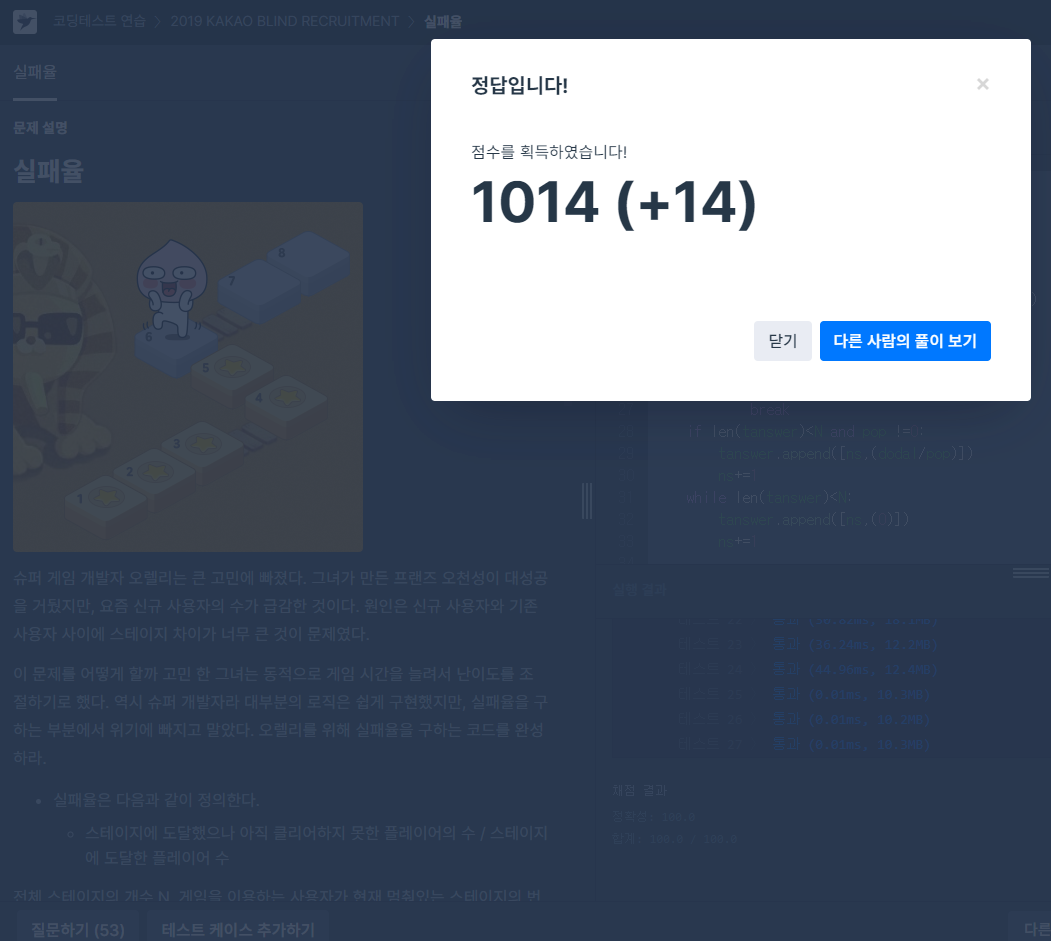 코딩테스트 연습 > 2019 KAKAO BLIND RECRUITMENT > 실패율
정답입니다!
×
점수를 획득하였습니다!
1014 (+14)
닫기
다른 사람의 풀이 보기
실패율
문제 설명
실패율
1
2
3
4
5
6
7
8
슈퍼 게임 개발자 오렐리는 큰 고민에 빠졌다. 그녀가 만든 프랜즈 오천성이 대성공
을 거뒀지만, 요즘 신규 사용자의 수가 급감한 것이다. 원인은 신규 사용자와 기존
사용자 사이에 스테이지 차이가 너무 큰 것이 문제였다.
이 문제를 어떻게 할까 고민 한 그녀는 동적으로 게임 시간을 늘려서 난이도를 조
절하기로 했다. 역시 슈퍼 개발자라 대부분의 로직은 쉽게 구현했지만, 실패율을 구
하는 부분에서 위기에 빠지고 말았다. 오렐리를 위해 실패율을 구하는 코드를 완성
하라.
실패율은 다음과 같이 정의한다.
스테이지에 도달했으나 아직 클리어하지 못한 플레이어의 수 / 스테이지
에 도달한 플레이어 수
전체 스테이지의 개수 N, 게임을 이용하는 사용자가 현재 멈춰있는 스테이지의 번
질문하기 (53)
테스트 케이스 추가하기
break
if len(tanswer)<N and pop !=0:
tanswer.append([ns,(dodal/pop)])
ns+=1
while len(tanswer)<N:
tanswer.append([ns,(0)])
ns+=1
실행 결과
통과 (36.24ms, 12.2MB)
통과 (44.36ms, 12.4MB)
통과 (0.01ms, 10.3MB)
통과 (0.01ms, 10.2MB)
통과 (0.01ms, 10.3MB)
채점 결과
정확성: 100.0
합계: 100.0 / 100.0
다른